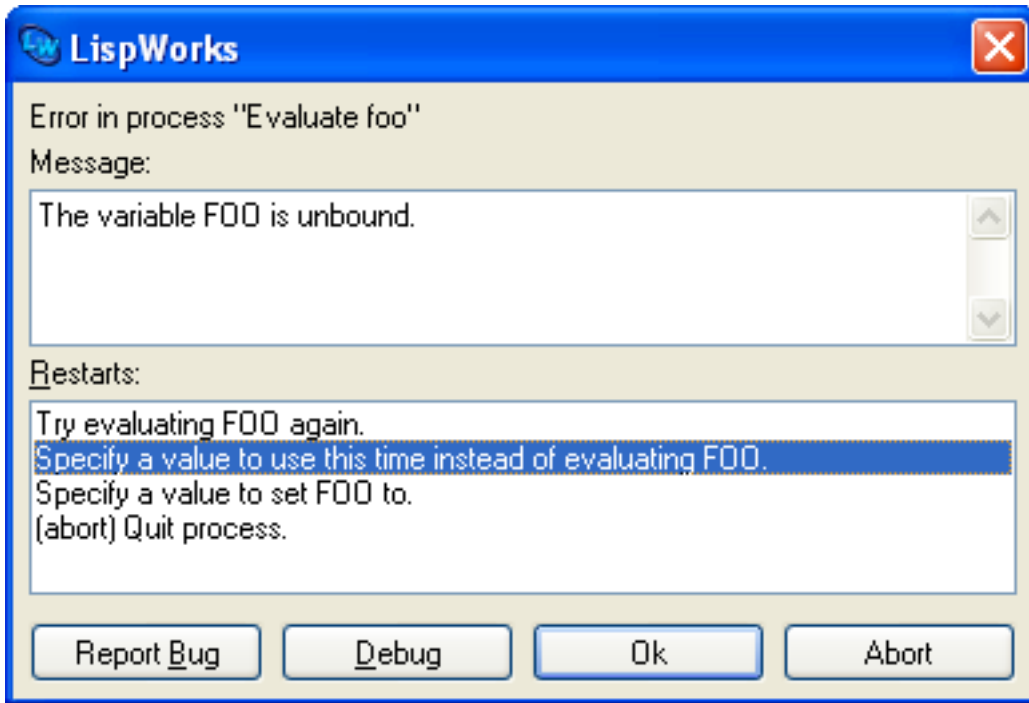 LispWorks
Error in process "Evaluate foo"
Message:
The variable FOO is unbound.
Restarts:
Try evaluating FOO again.
Specify a value to use this time instead of evaluating FOO.
Specify a value to set FOO to.
(abort) Quit process.
Report Bug
Debug
Ok
Abort